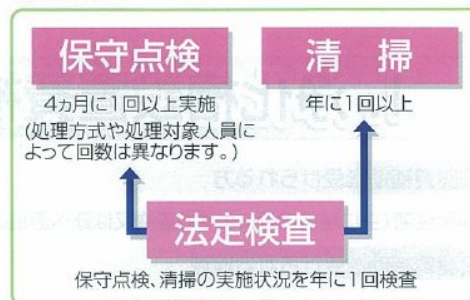 保守点検
清 掃
4ヵ月に1回以上実施
(処理方式や処理対象人員に
よって回数は異なります。)
年に1回以上
法定検査
保守点検、清掃の実施状況を年に1回検査